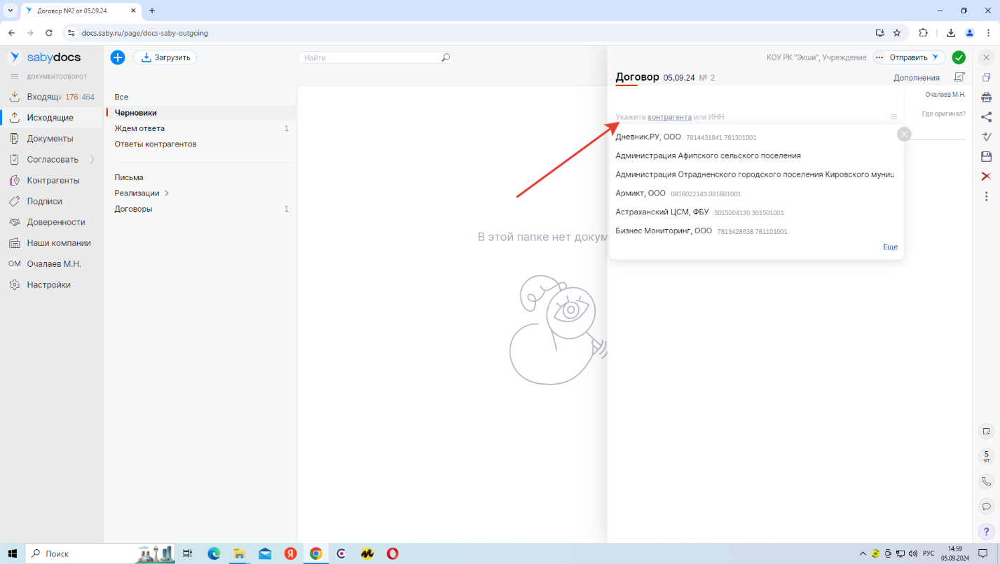 Договор №2 от 05.09.24
docs.saby.ru/page/docs-saby-outgoing
sabydocs
ДОКУМЕНТООБОРОТ
Входящи 176 464
Исходящие
Документы
Согласовать
Контрагенты
Подписи
Доверенности
Наши компании
ОМ Очалаев М.Н.
Настройки
Загрузить
Найти
Все
Черновики
Ждем ответа 1
Ответы контрагентов
Письма
Реализации
Договоры 1
В этой папке нет докум
КОУ РК "Экши", Учреждение
Отправить
Договор 05.09.24 № 2
Дополнения
Очалаев М.Н.
Укажите контрагента или ИНН
Где оригинал?
Дневник.РУ, ООО 7814431841 781301001
Администрация Афипского сельского поселения
Администрация Отрадненского городского поселения Кировского муниц
Армикт, ООО 0816022143 081601001
Астраханский ЦСМ, ФБУ 3015004130 301501001
Бизнес Мониторинг, ООО 7813428638 781101001
Еще
5
чт
?
Поиск
Я
РУС
14:59
05.09.2024